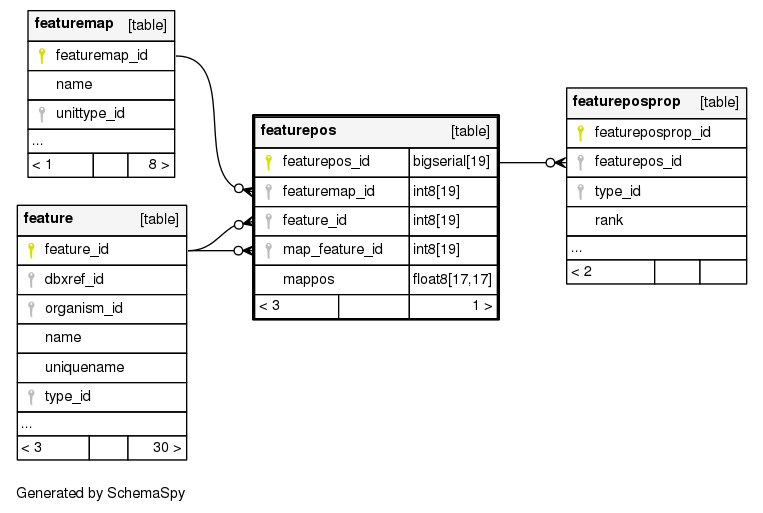 featuremap [table]
featuremap_id
name
unittype_id
...
< 1 8 >
feature [table]
feature_id
dbxref_id
organism_id
name
uniquename
type_id
...
< 3 30 >
featurepos [table]
featurepos_id bigserial[19]
featuremap_id int8[19]
feature_id int8[19]
map_feature_id int8[19]
mappos float8[17,17]
< 3 1 >
featureposprop [table]
featureposprop_id
featurepos_id
type_id
rank
...
< 2
Generated by SchemaSpy